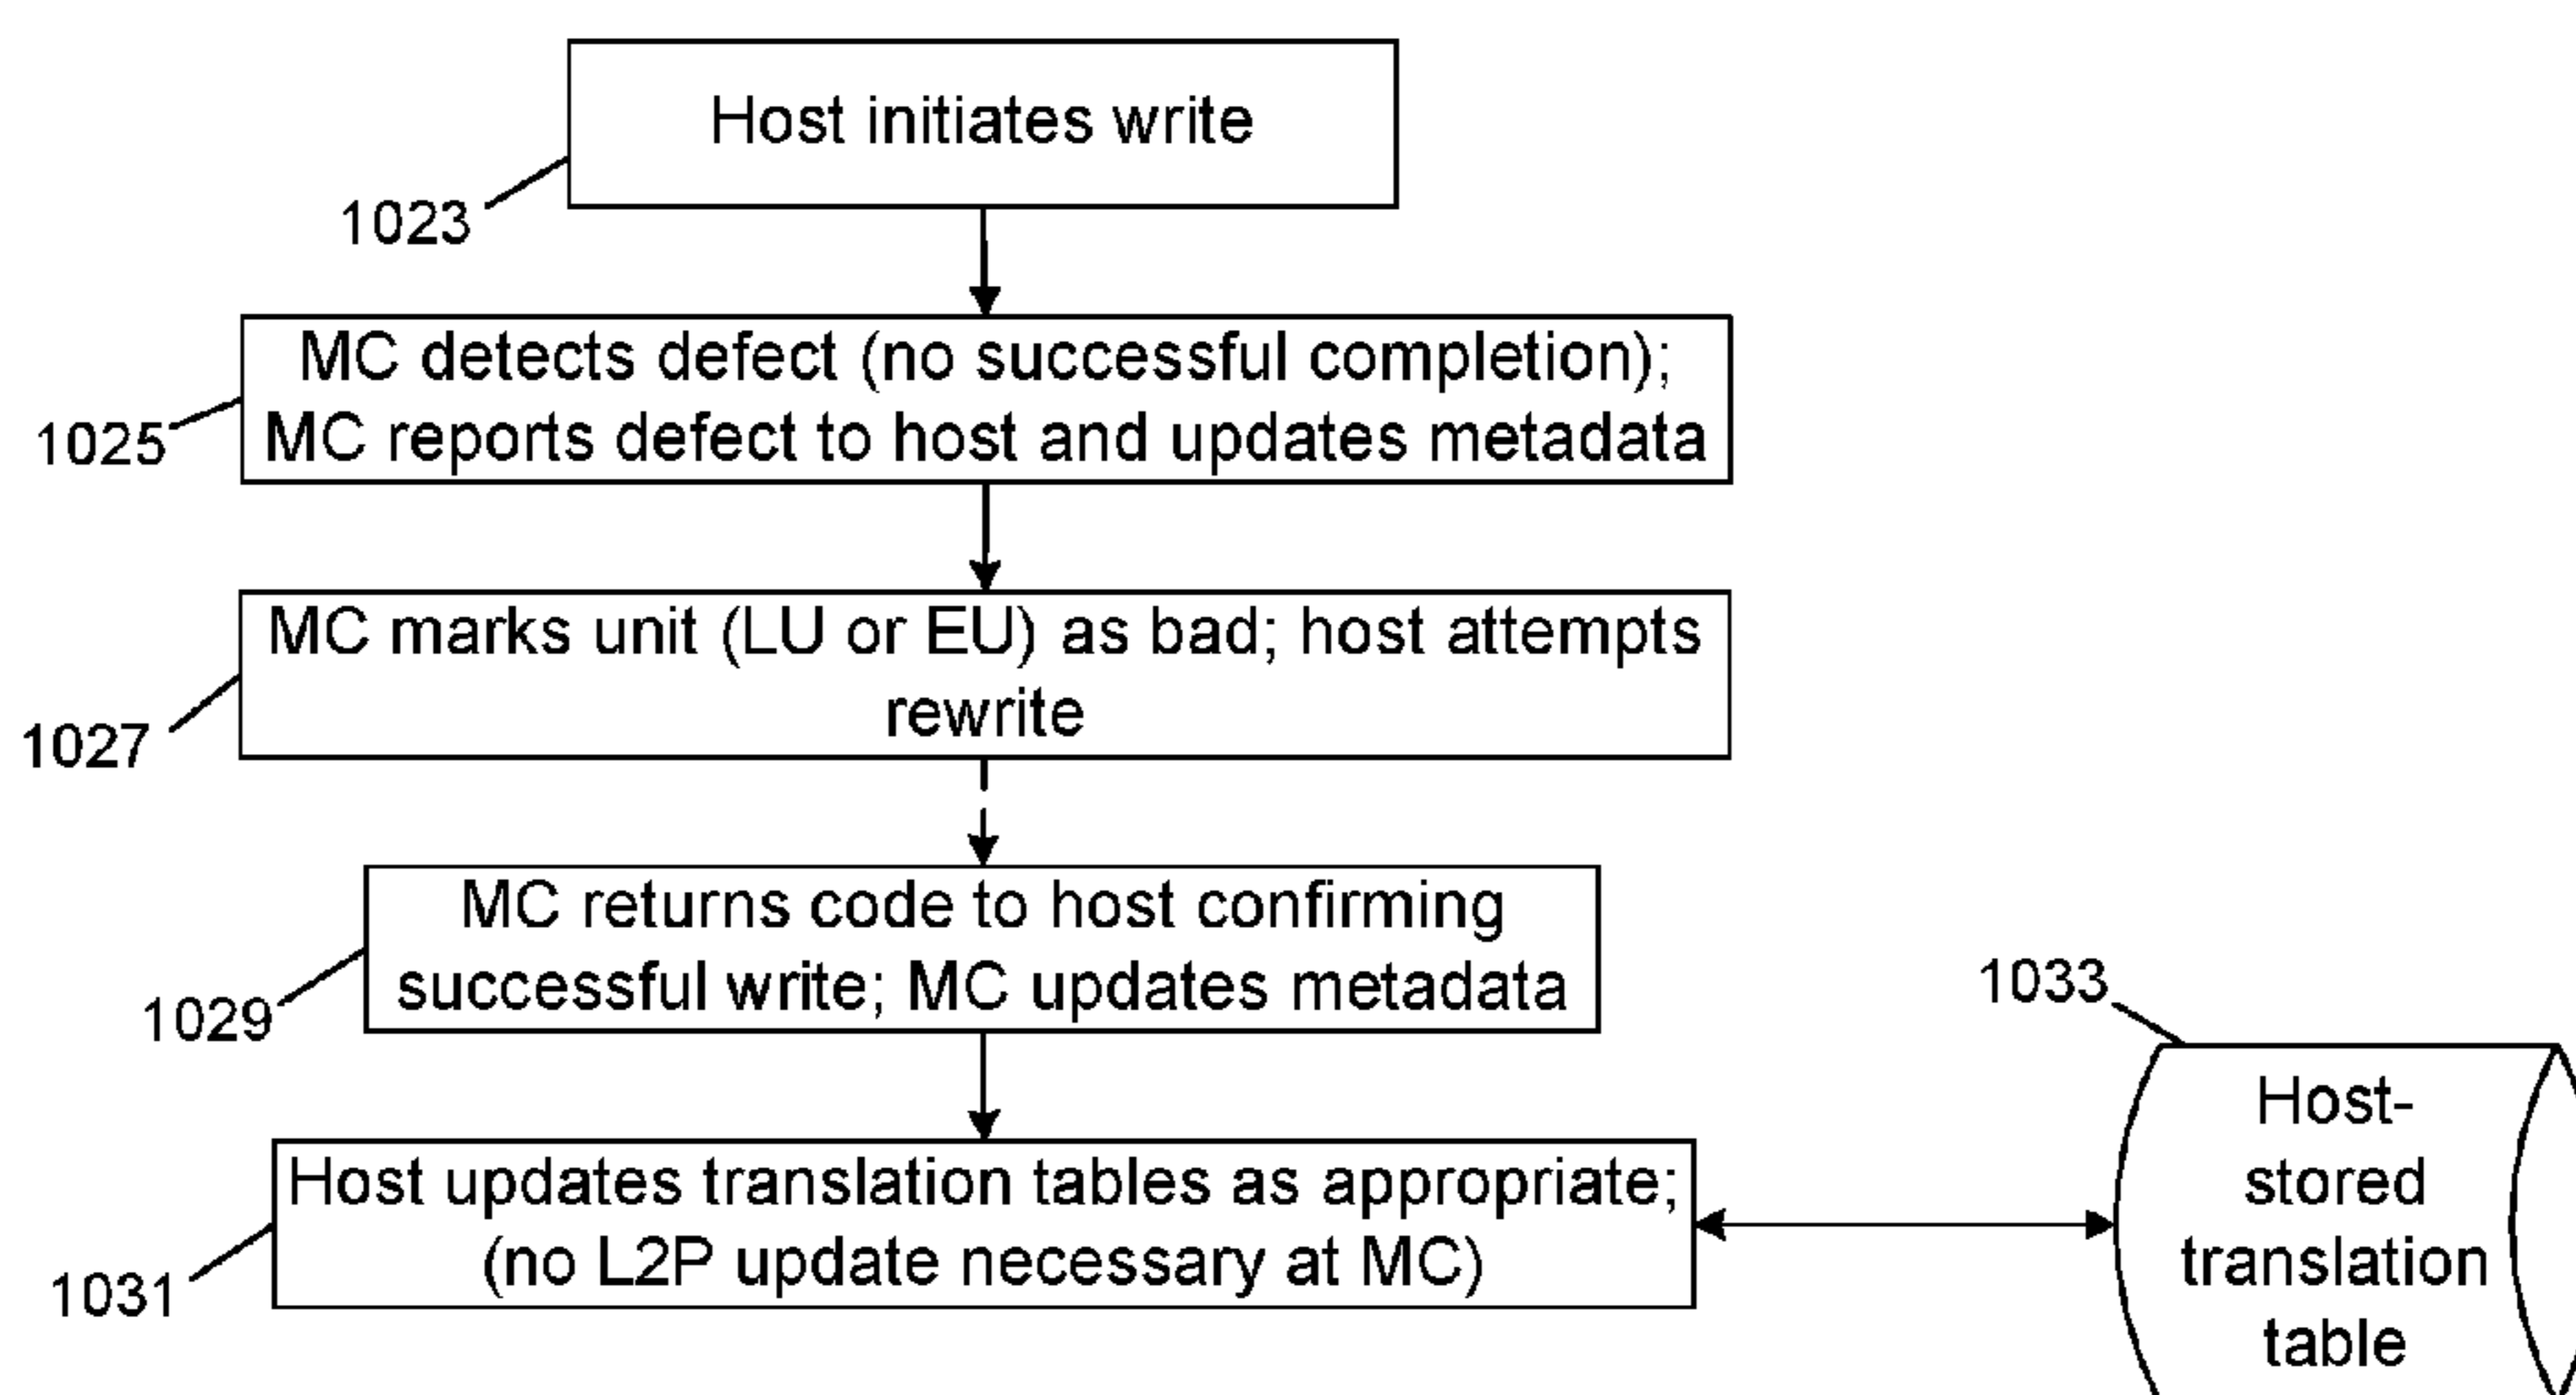 Host initiates write
1023
MC detects defect (no successful completion);
MC reports defect to host and updates metadata
1025
MC marks unit (LU or EU) as bad; host attempts
rewrite
1027
MC returns code to host confirming
successful write; MC updates metadata
1029
Host updates translation tables as appropriate;
(no L2P update necessary at MC)
1031
1033
Host-
stored
translation
table